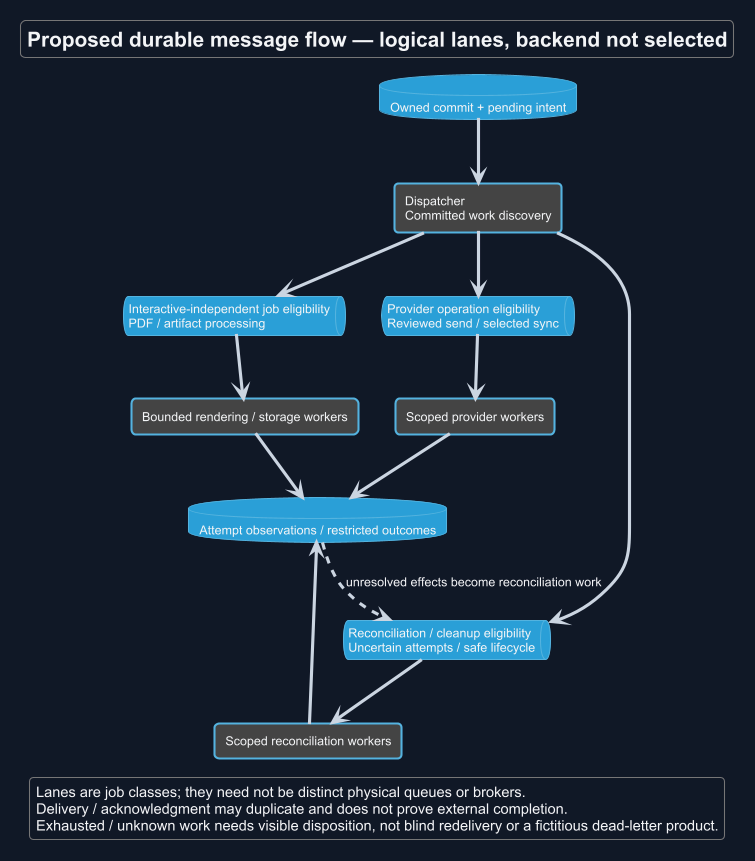 Proposed durable message flow — logical lanes, backend not selected
Owned commit + pending intent
Dispatcher
Committed work discovery
Interactive-independent job eligibility
PDF / artifact processing
Provider operation eligibility
Reviewed send / selected sync
Bounded rendering / storage workers
Scoped provider workers
Attempt observations / restricted outcomes
unresolved effects become reconciliation work
Reconciliation / cleanup eligibility
Uncertain attempts / safe lifecycle
Scoped reconciliation workers
Lanes are job classes; they need not be distinct physical queues or brokers.
Delivery / acknowledgment may duplicate and does not prove external completion.
Exhausted / unknown work needs visible disposition, not blind redelivery or a fictitious dead-letter product.